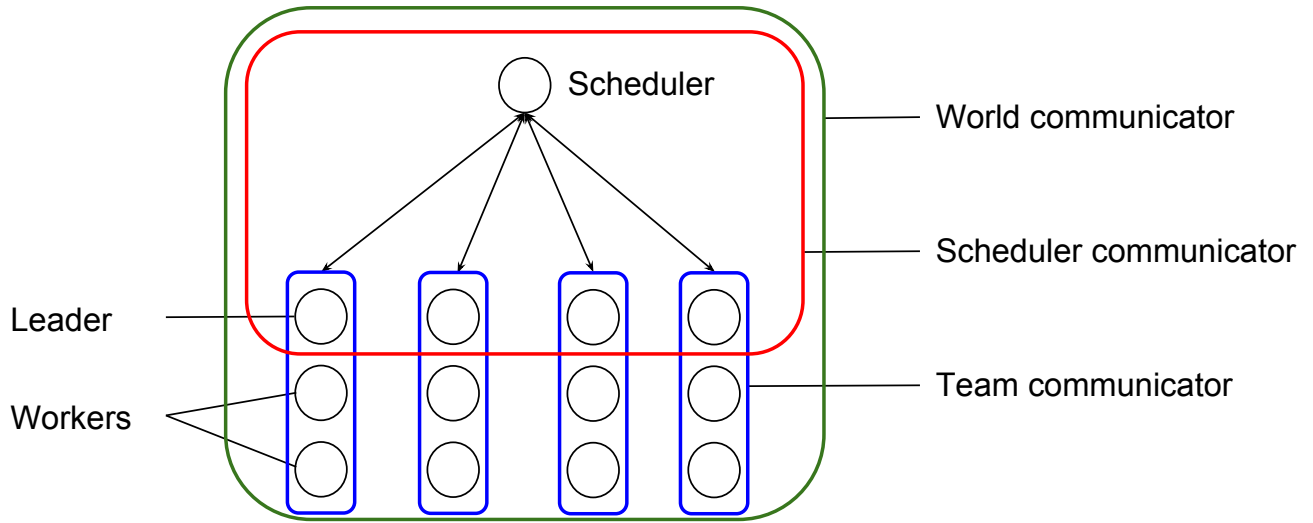 Scheduler
World communicator
Scheduler communicator
Leader
Team communicator
Workers